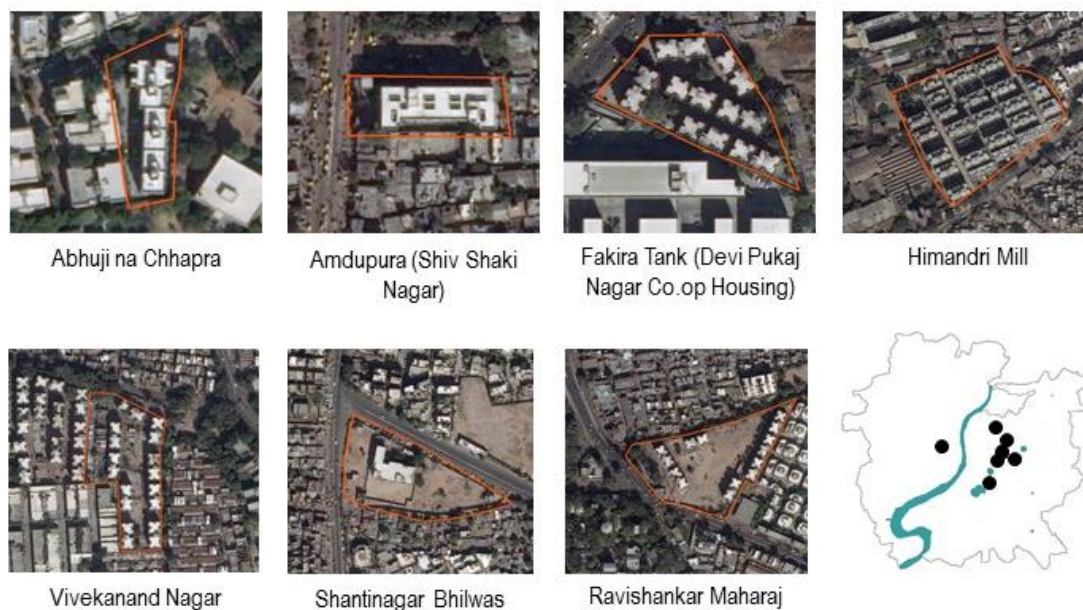 Abhuji na Chhapra
Amdupura (Shiv Shaki
Nagar)
Fakira Tank (Devi Pukaj
Nagar Co.op Housing)
Himandri Mill
Vivekanand Nagar
Shantinagar Bhilwas
Ravishankar Maharaj